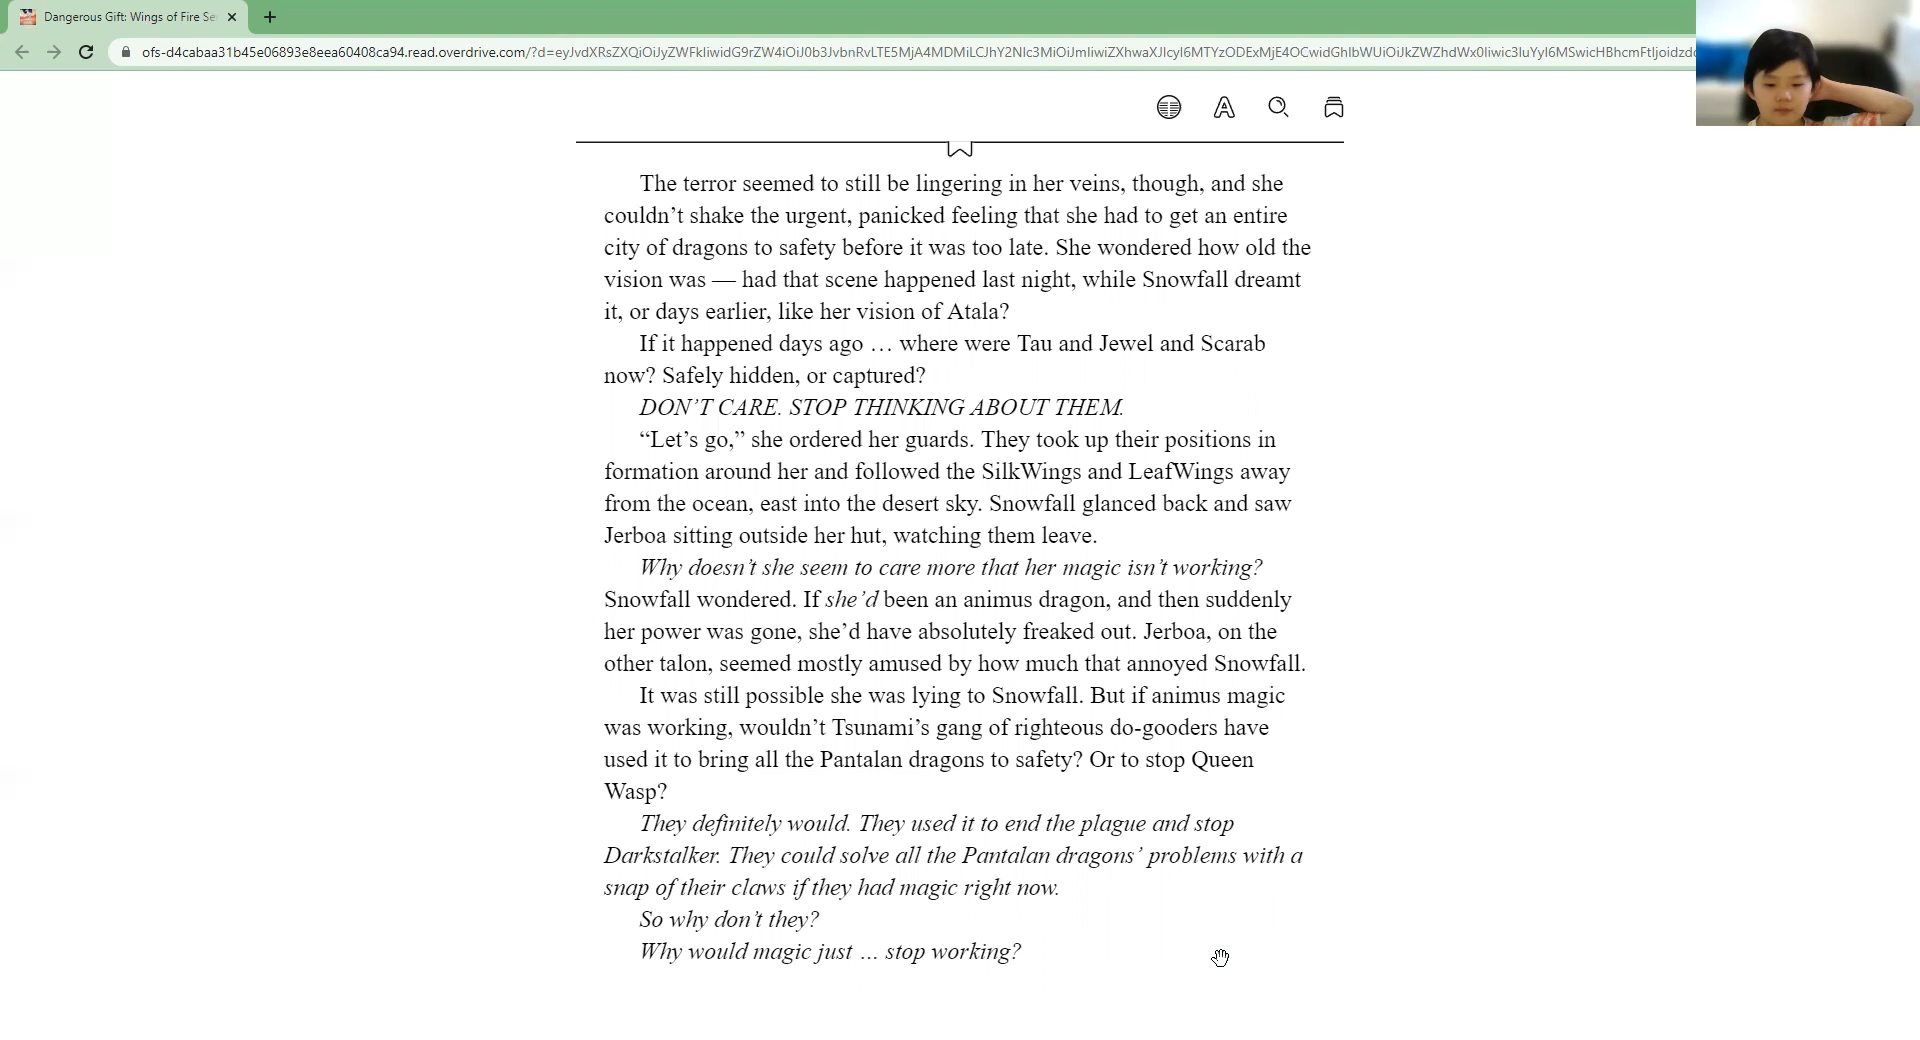 Dangerous Gift: Wings of Fire Se
ofs-d4cabaa31b45e06893e8eea60408ca94.read.overdrive.com/
The terror seemed to still be lingering in her veins, though, and she
couldn’t shake the urgent, panicked feeling that she had to get an entire
city of dragons to safety before it was too late. She wondered how old the
vision was — had that scene happened last night, while Snowfall dreamt
it, or days earlier, like her vision of Atala?
If it happened days ago … where were Tau and Jewel and Scarab
now? Safely hidden, or captured?
DON’T CARE. STOP THINKING ABOUT THEM.
“Let’s go,” she ordered her guards. They took up their positions in
formation around her and followed the SilkWings and LeafWings away
from the ocean, east into the desert sky. Snowfall glanced back and saw
Jerboa sitting outside her hut, watching them leave.
Why doesn’t she seem to care more that her magic isn’t working?
Snowfall wondered. If she’d been an animus dragon, and then suddenly
her power was gone, she’d have absolutely freaked out. Jerboa, on the
other talon, seemed mostly amused by how much that annoyed Snowfall.
It was still possible she was lying to Snowfall. But if animus magic
was working, wouldn’t Tsunami’s gang of righteous do-gooders have
used it to bring all the Pantalan dragons to safety? Or to stop Queen
Wasp?
They definitely would. They used it to end the plague and stop
Darkstalker. They could solve all the Pantalan dragons’ problems with a
snap of their claws if they had magic right now.
So why don’t they?
Why would magic just … stop working?